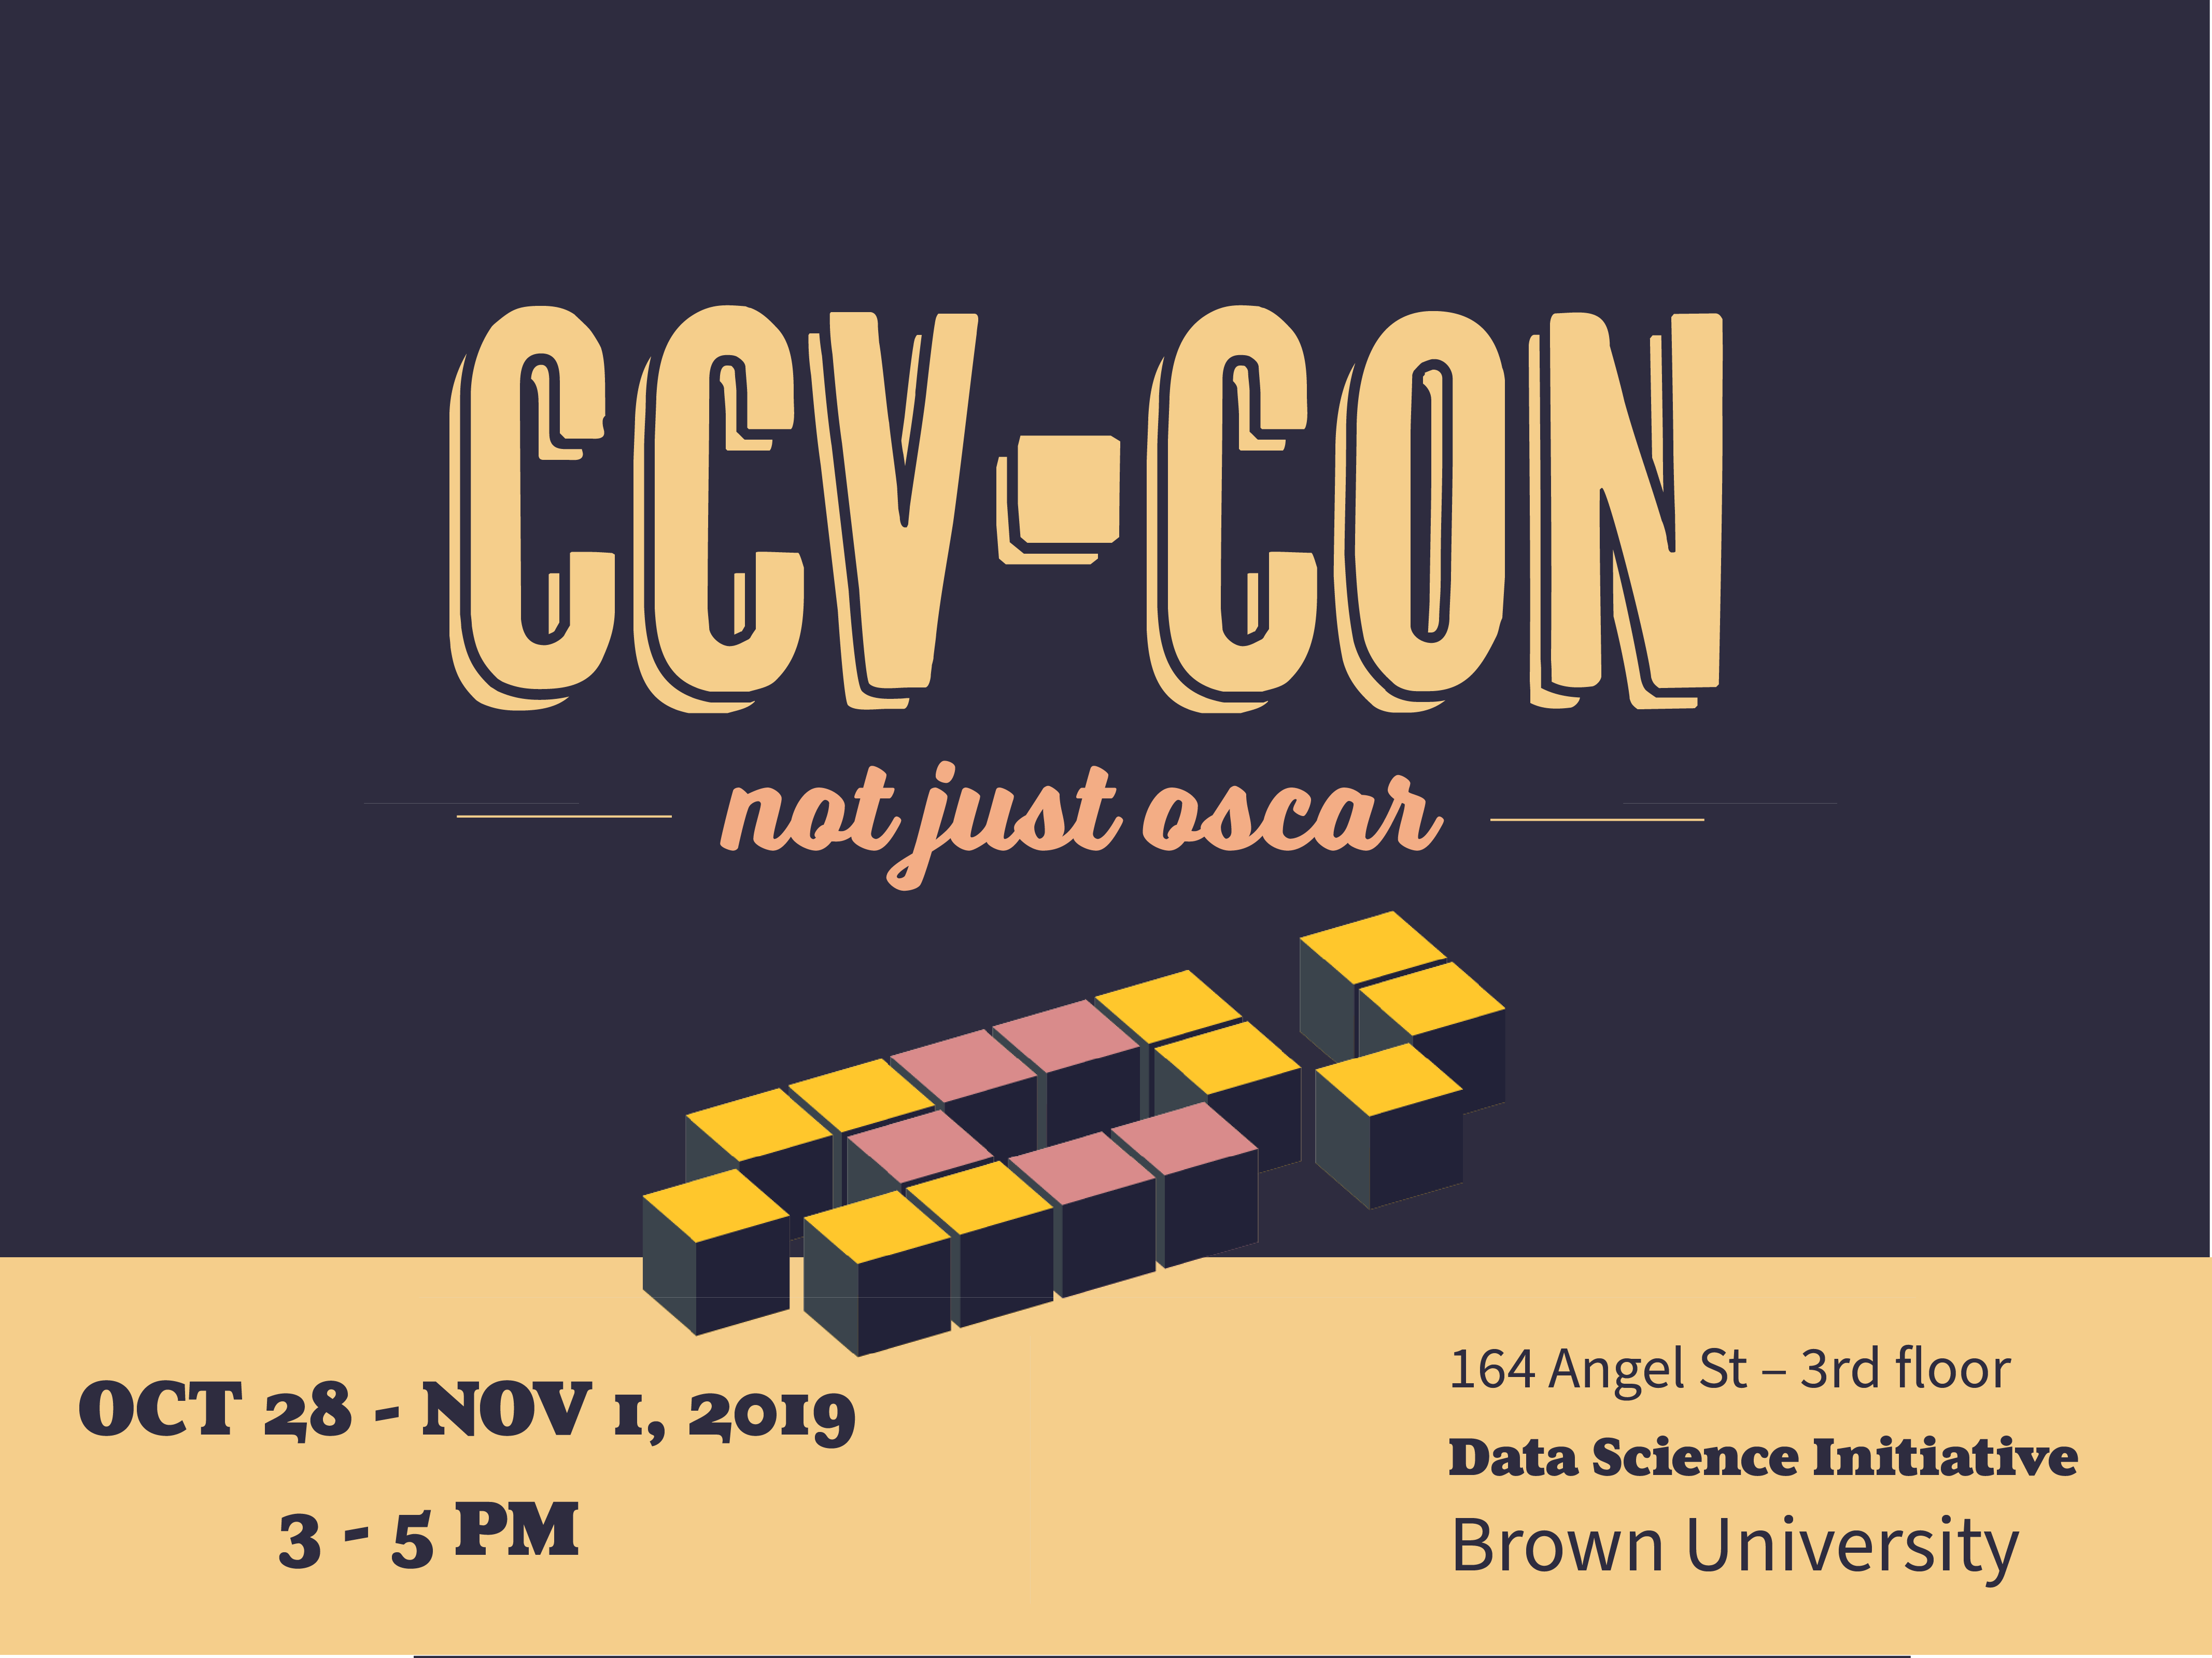 CCV-CON
not just oscar
OCT 28 - NOV 1, 2019
3 - 5 PM
164 Angel St – 3rd floor
Data Science Initiative
Brown University